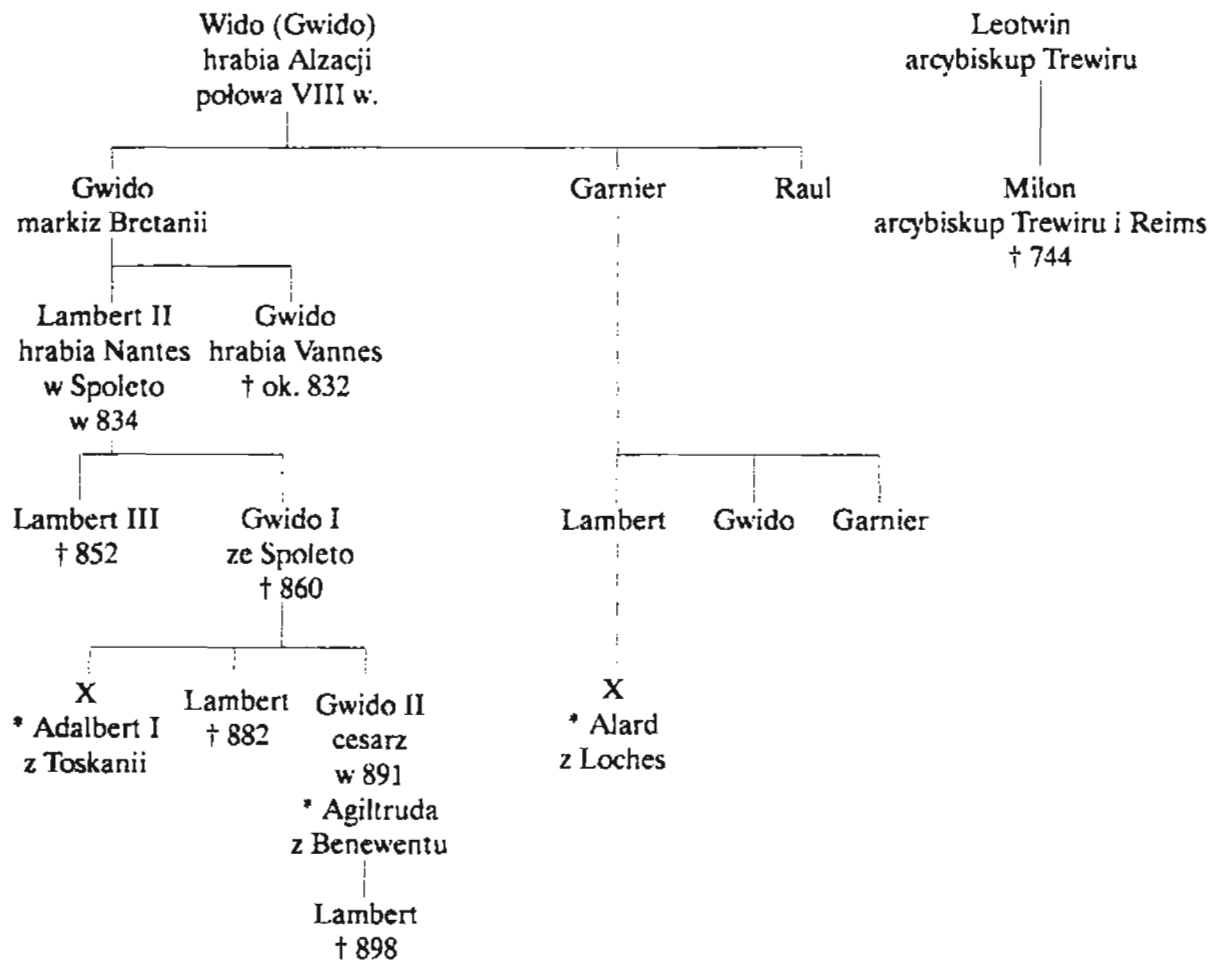 Wido (Gwido)
hrabia Alzacji
połowa VIII w.
Leotwin
arcybiskup Trewiru
Gwido
markiz Bretanii
Garnier
Raul
Milon
arcybiskup Trewiru i Reims
† 744
Lambert II
hrabia Nantes
w Spoleto
w 834
Gwido
hrabia Vannes
† ok. 832
Lambert III
† 852
Gwido I
ze Spoleto
† 860
Lambert
Gwido
Garnier
X
* Adalbert I
z Toskanii
Lambert
† 882
Gwido II
cesarz
w 891
* Agiltruda
z Benewentu
X
* Alard
z Loches
Lambert
† 898